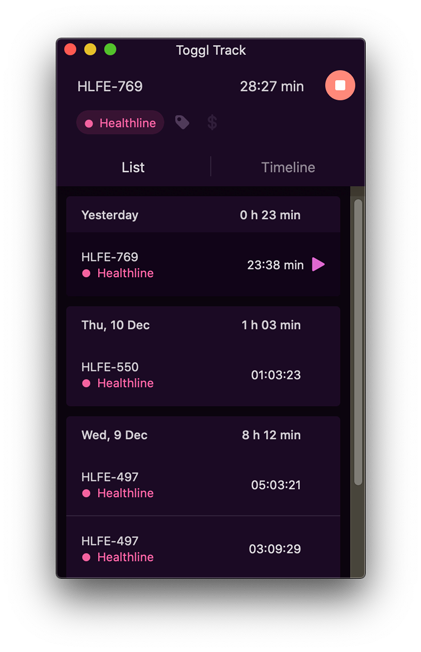 Toggl Track
HLFE-769 28:27 min
Healthline $
List Timeline
Yesterday 0 h 23 min
HLFE-769 23:38 min
Healthline
Thu, 10 Dec 1 h 03 min
HLFE-550 01:03:23
Healthline
Wed, 9 Dec 8 h 12 min
HLFE-497 05:03:21
Healthline
HLFE-497 03:09:29
Healthline